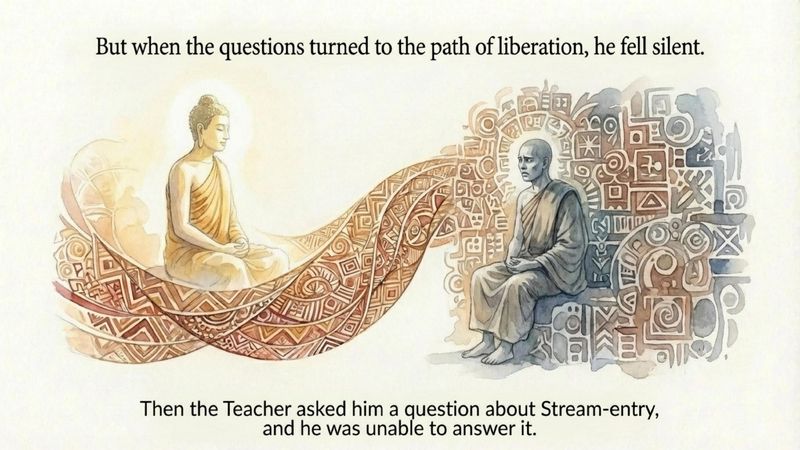 But when the questions turned to the path of liberation, he fell silent.
Then the Teacher asked him a question about Stream-entry,
and he was unable to answer it.